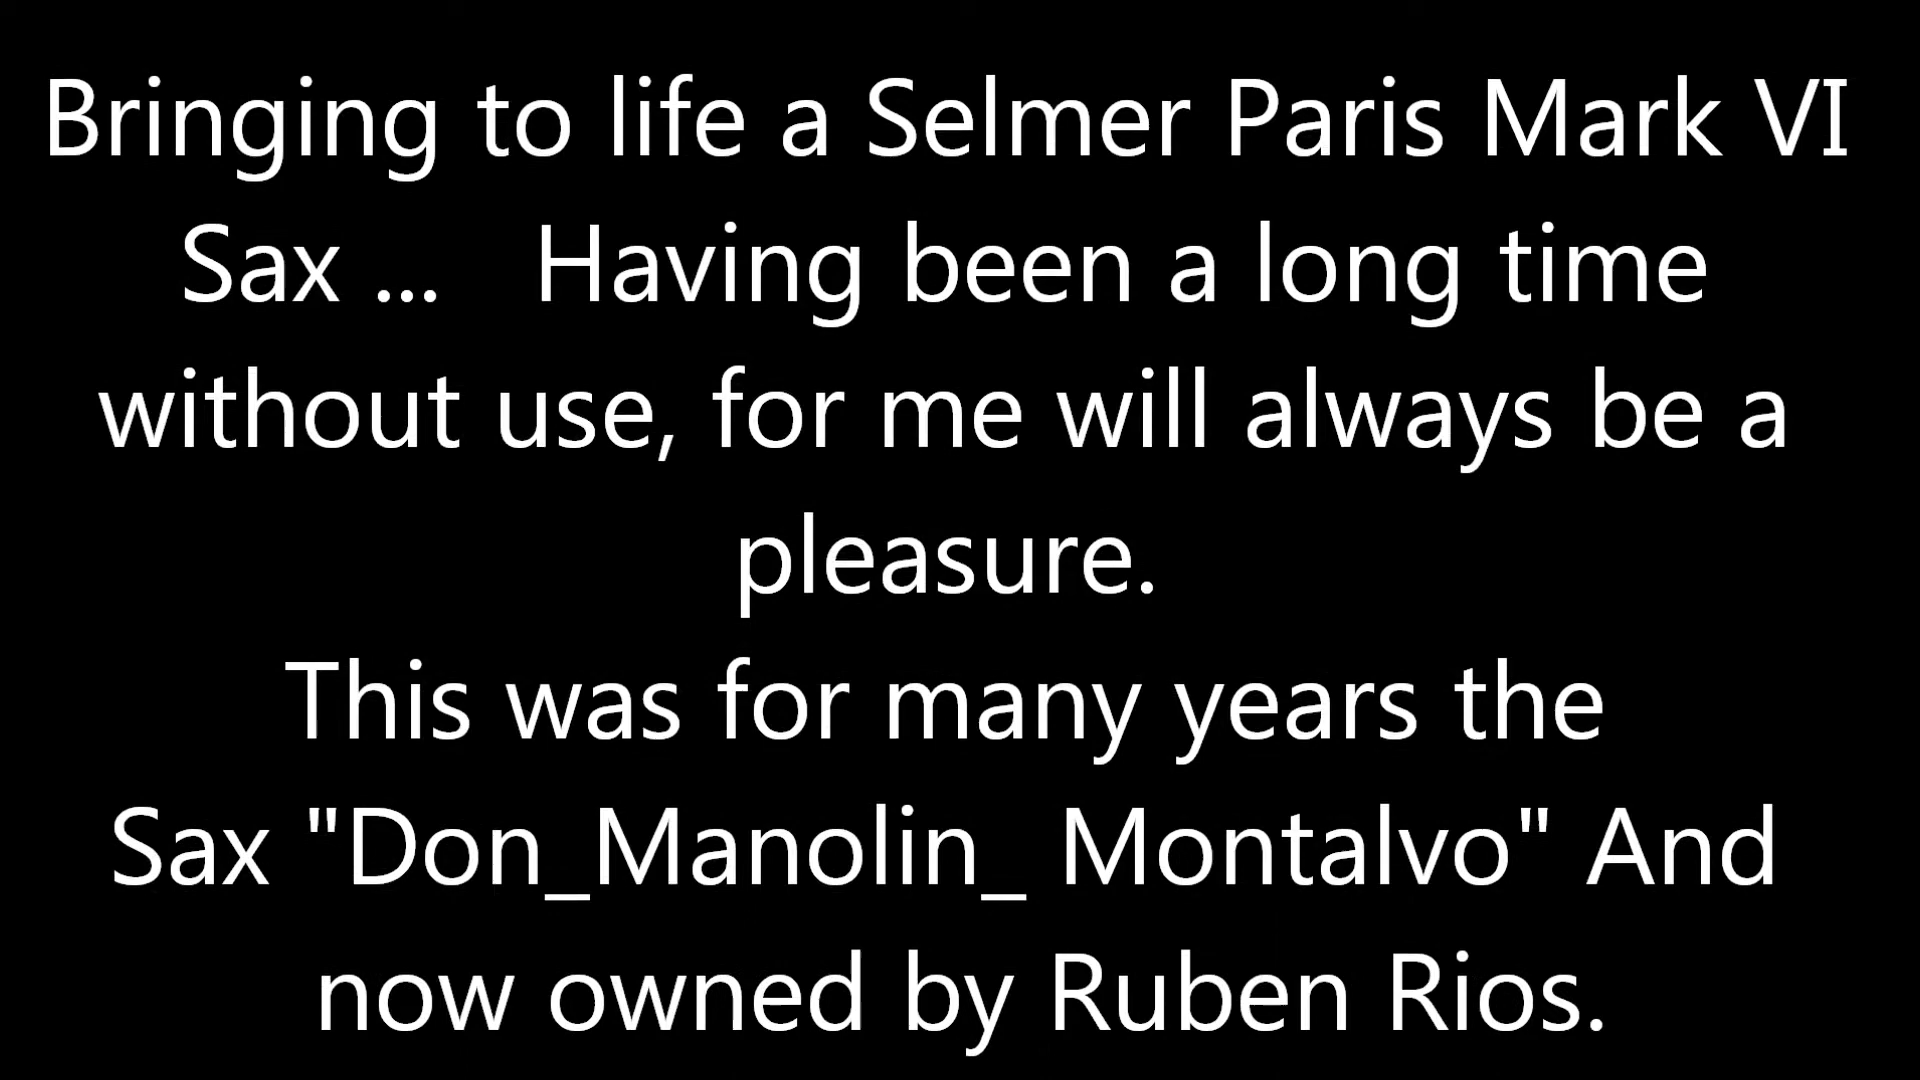 Bringing to life a Selmer Paris Mark VI
Sax ...   Having been a long time
without use, for me will always be a
pleasure.
This was for many years the
Sax "Don_Manolin_ Montalvo" And
now owned by Ruben Rios.